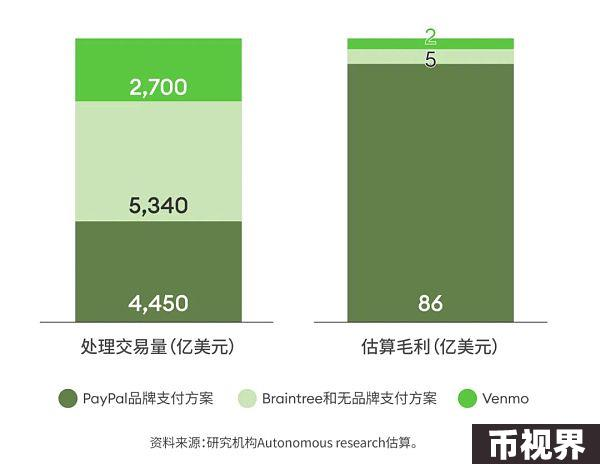 2,700
5,340
4,450
处理交易量(亿美元)
2
5
86
估算毛利(亿美元)
PayPal品牌支付方案
Braintree和无品牌支付方案
Venmo
资料来源:研究机构Autonomous research估算。
币视界